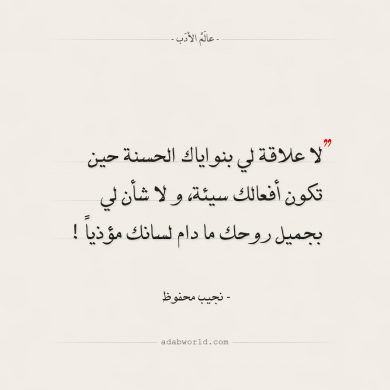 - عالَمُ الأدَب -
” لا علاقة لي بنواياك الحسنة حين
تكون أفعالك سيئة، و لا شأن لي
بجميل روحك ما دام لسانك مؤذياً !
- نجيب محفوظ
adabworld.com